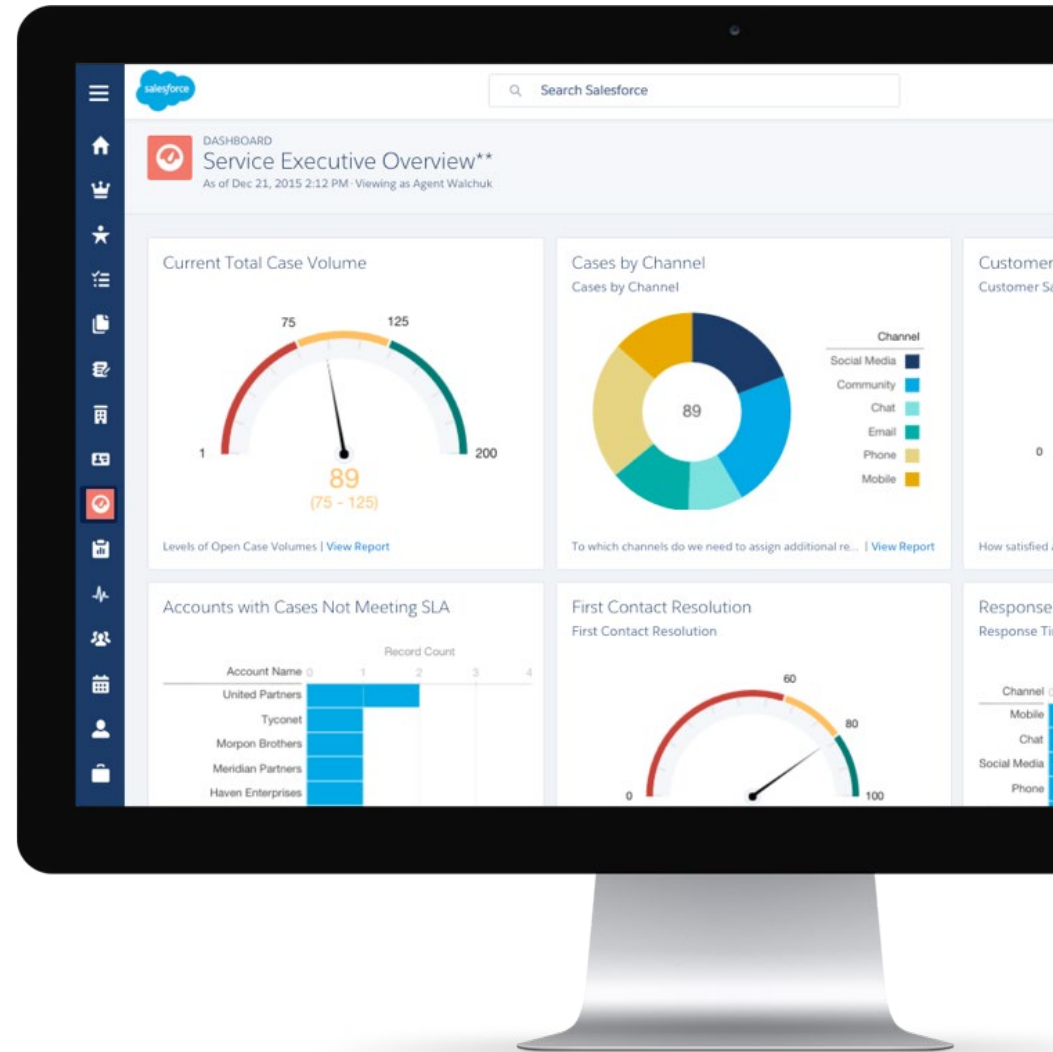 salesforce
Search Salesforce
DASHBOARD
Service Executive Overview**
As of Dec 21, 2015 2:12 PM·Viewing as Agent Walchuk
Current Total Case Volume
75
125
1
200
89
(75 - 125)
Levels of Open Case Volumes | View Report
Cases by Channel
Cases by Channel
89
Channel
Social Media
Community
Chat
Email
Phone
Mobile
To which channels do we need to assign additional re... | View Report
Customer
Customer Sa
0
How satisfied
Accounts with Cases Not Meeting SLA
Record Count
Account Name 0 1 2 3 4
United Partners
Tyconet
Morpon Brothers
Meridian Partners
Haven Enterprises
First Contact Resolution
First Contact Resolution
60
80
0
100
Response
Response Ti
Channel
Mobile
Chat
Social Media
Phone